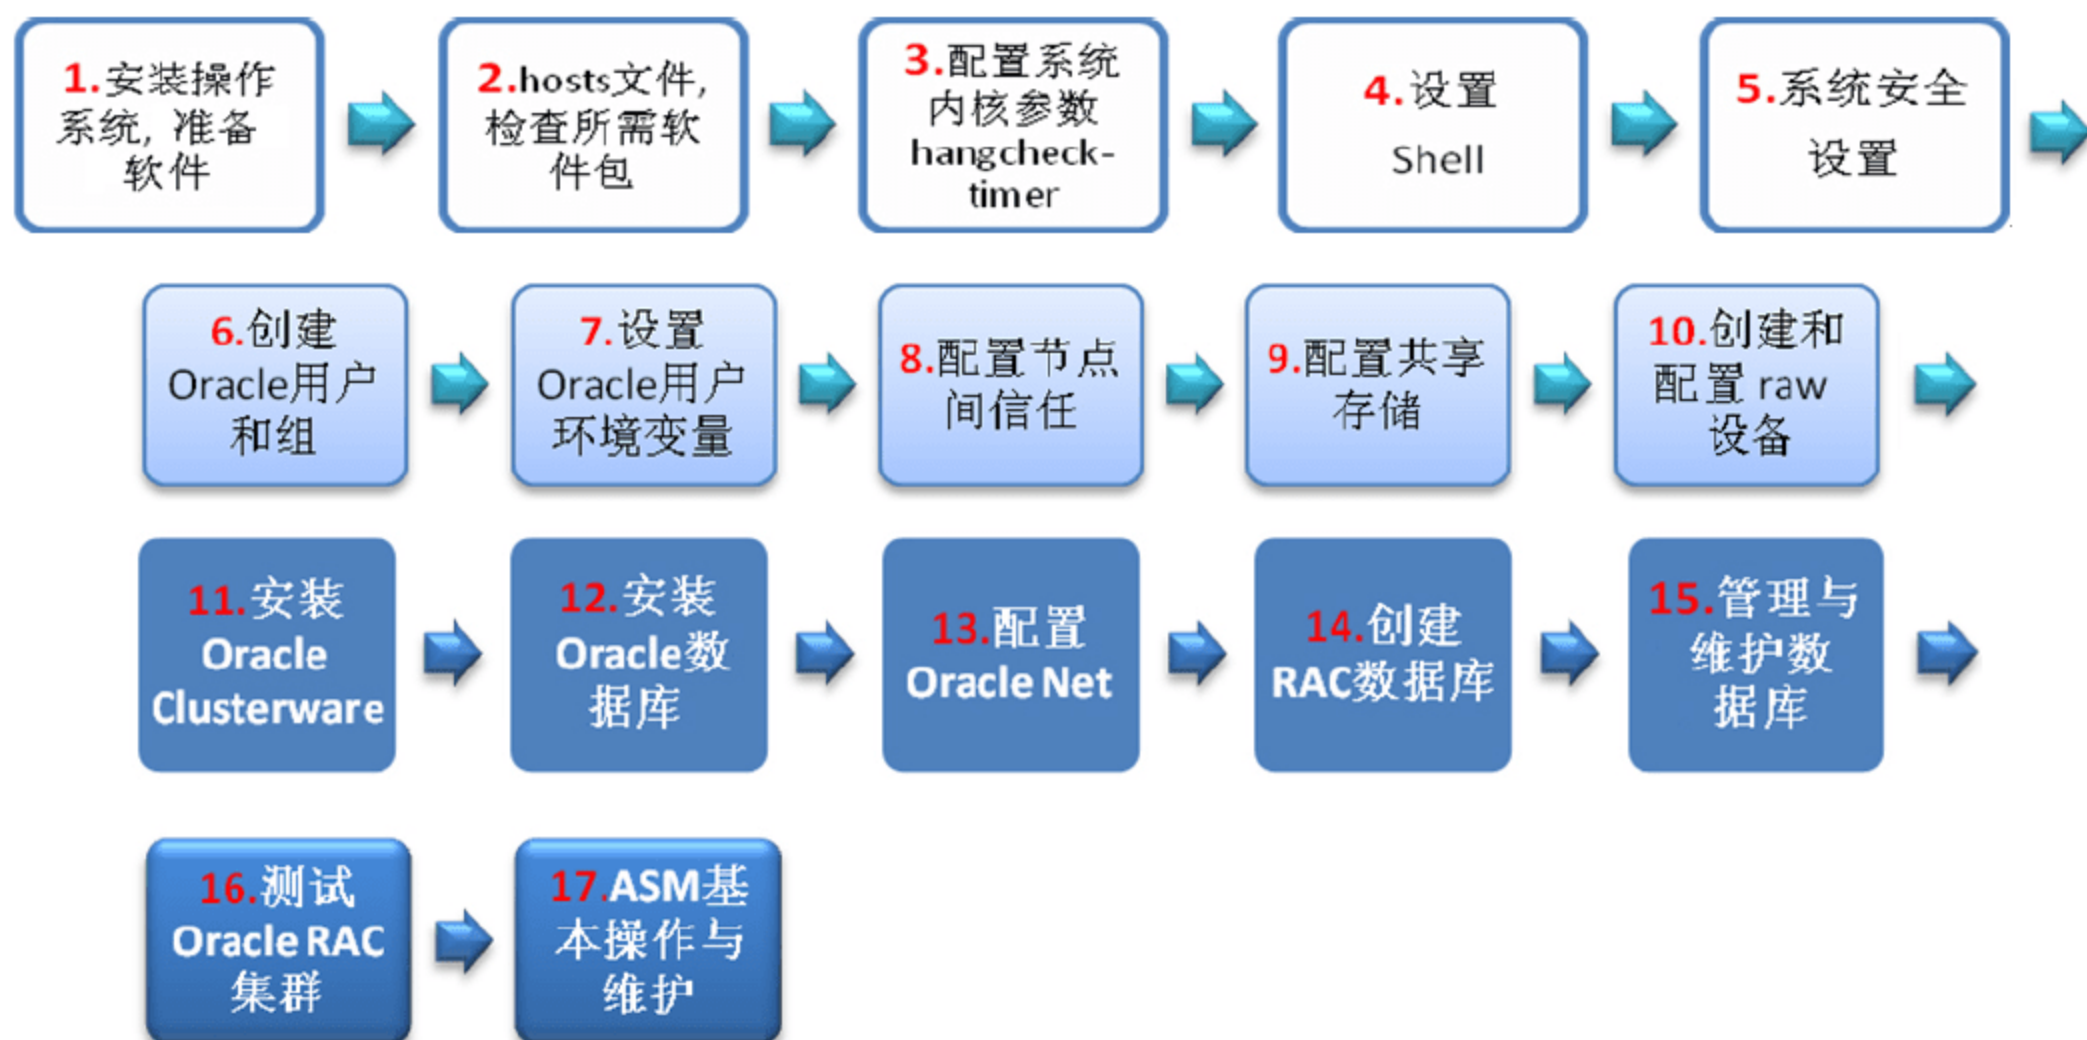 1.安装操作
系统, 准备
软件
2.hosts文件,
检查所需软
件包
3.配置系统
内核参数
hangcheck-
timer
4.设置
Shell
5.系统安全
设置
6.创建
Oracle用户
和组
7.设置
Oracle用户
环境变量
8.配置节点
间信任
9.配置共享
存储
10.创建和
配置 raw
设备
11.安装
Oracle
Clusterware
12.安装
Oracle数
据库
13.配置
Oracle Net
14.创建
RAC数据库
15.管理与
维护数
据库
16.测试
Oracle RAC
集群
17.ASM基
本操作与
维护